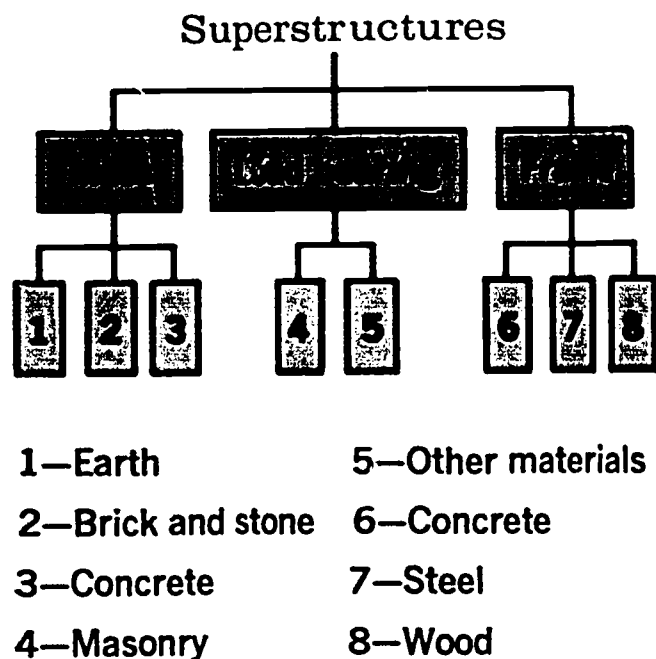 Superstructures
1 2 3 4 5 6 7 8
1—Earth
5—Other materials
2—Brick and stone
6—Concrete
3—Concrete
7—Steel
4—Masonry
8—Wood